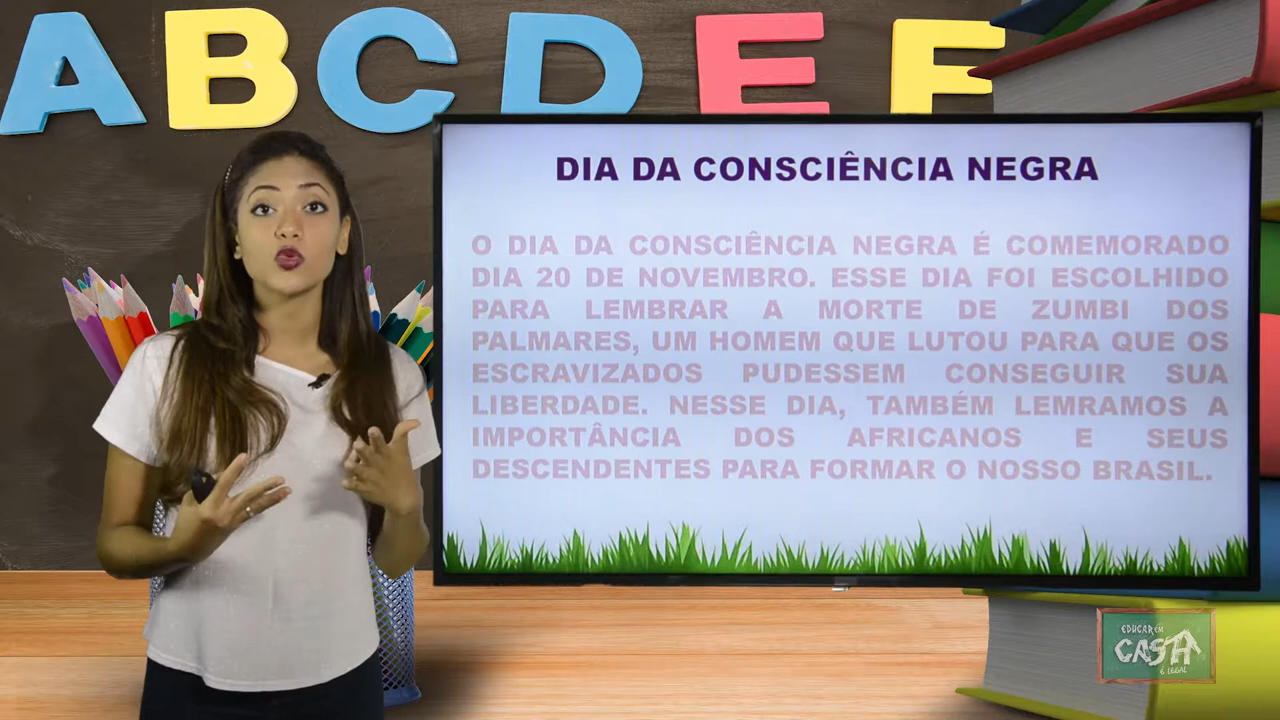 ABCDEF
DIA DA CONSCIÊNCIA NEGRA
O DIA DA CONSCIÊNCIA NEGRA É COMEMORADO
DIA 20 DE NOVEMBRO. ESSE DIA FOI ESCOLHIDO
PARA LEMBRAR A MORTE DE ZUMBI DOS
PALMARES, UM HOMEM QUE LUTOU PARA QUE OS
ESCRAVIZADOS PUDESSEM CONSEGUIR SUA
LIBERDADE. NESSE DIA, TAMBÉM LEMRAMOS A
IMPORTÂNCIA DOS AFRICANOS E SEUS
DESCENDENTES PARA FORMAR O NOSSO BRASIL.
EDUCAR EM
CASA
É LEGAL